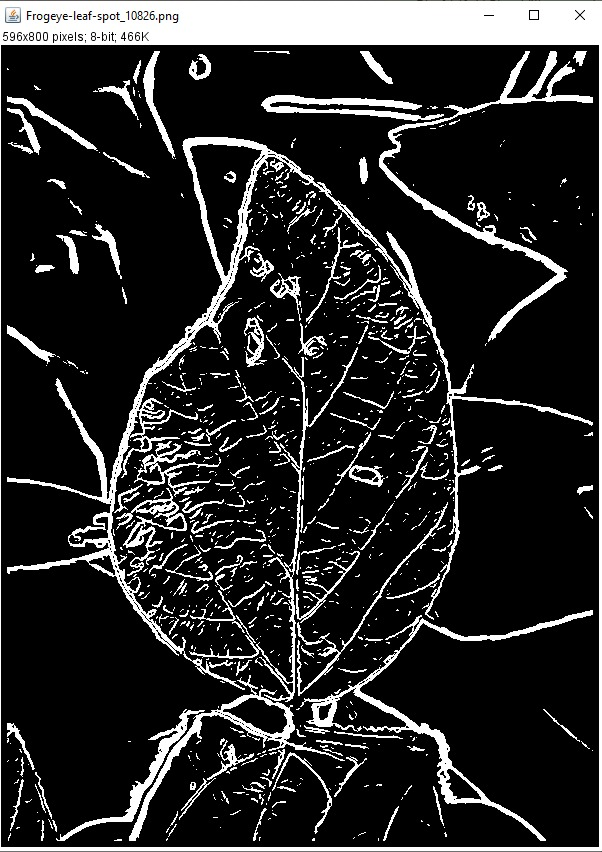 Frogeye-leaf-spot_10826.png
596x800 pixels; 8-bit; 466K